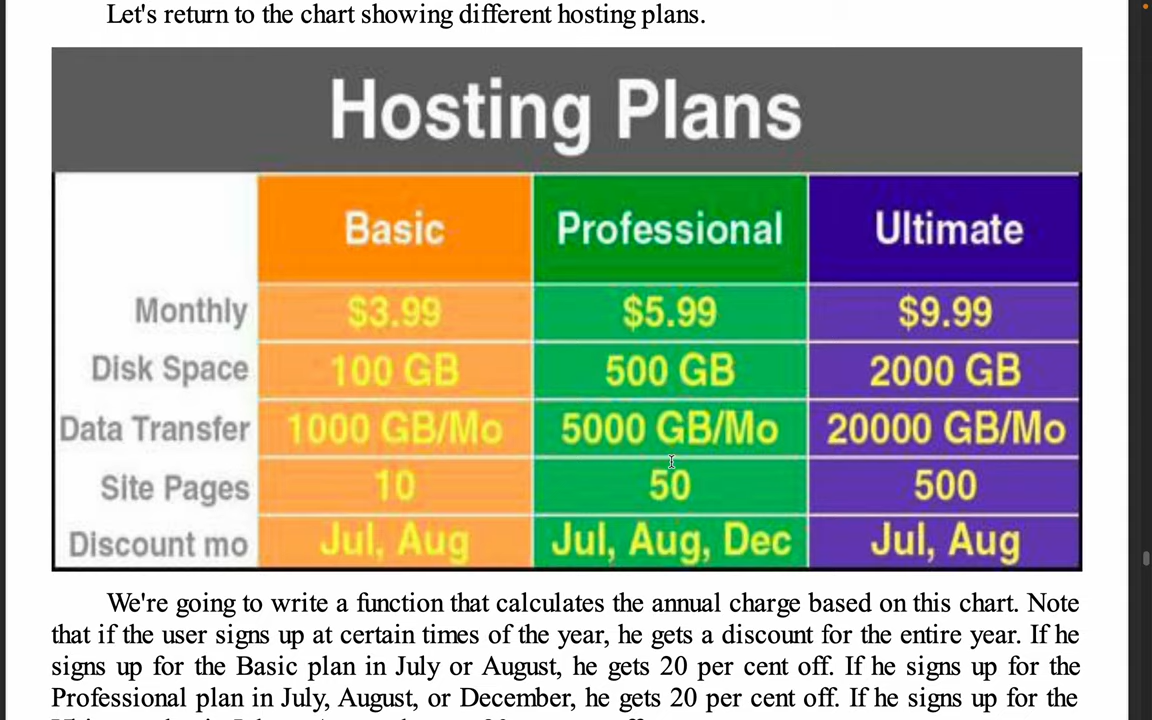 Let's return to the chart showing different hosting plans.
Hosting Plans
Basic Professional Ultimate
Monthly $3.99 $5.99 $9.99
Disk Space 100 GB 500 GB 2000 GB
Data Transfer 1000 GB/Mo 5000 GB/Mo 20000 GB/Mo
Site Pages 10 50 500
Discount mo Jul, Aug Jul, Aug, Dec Jul, Aug
We're going to write a function that calculates the annual charge based on this chart. Note
that if the user signs up at certain times of the year, he gets a discount for the entire year. If he
signs up for the Basic plan in July or August, he gets 20 per cent off. If he signs up for the
Professional plan in July, August, or December, he gets 20 per cent off. If he signs up for the